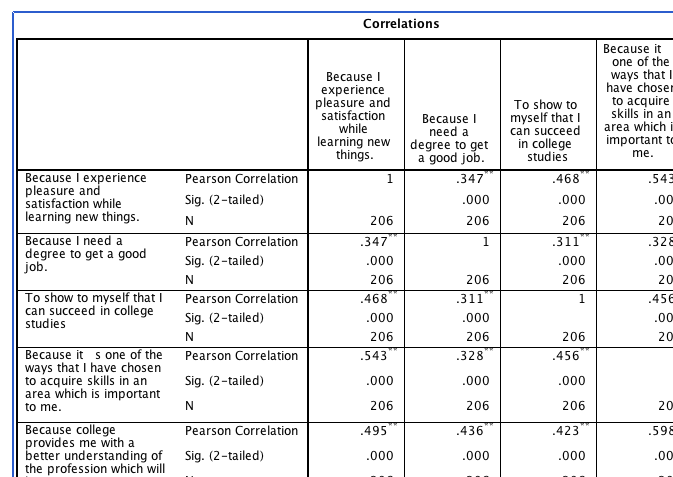 Correlations
Because I
experience
pleasure and
satisfaction
while
learning new
things.
Because I
need a
degree to get
a good job.
To show to
myself that I
can succeed
in college
studies
Because it
one of the
ways that I
have chosen
to acquire
skills in an
area which i
important to
me.
Because I experience
pleasure and
satisfaction while
learning new things.
Pearson Correlation 1 .347** .468** .543
Sig. (2-tailed) .000 .000 .00
N 206 206 206 20
Because I need a
degree to get a good
job.
Pearson Correlation .347** 1 .311** .328
Sig. (2-tailed) .000 .000 .00
N 206 206 206 20
To show to myself that I
can succeed in college
studies
Pearson Correlation .468** .311** 1 .456
Sig. (2-tailed) .000 .000 .00
N 206 206 206 20
Because it s one of the
ways that I have chosen
to acquire skills in an
area which is important
to me.
Pearson Correlation .543** .328** .456**
Sig. (2-tailed) .000 .000 .000
N 206 206 206 20
Because college
provides me with a
better understanding of
the profession which will
Pearson Correlation .495** .436** .423** .598
Sig. (2-tailed) .000 .000 .000 .00